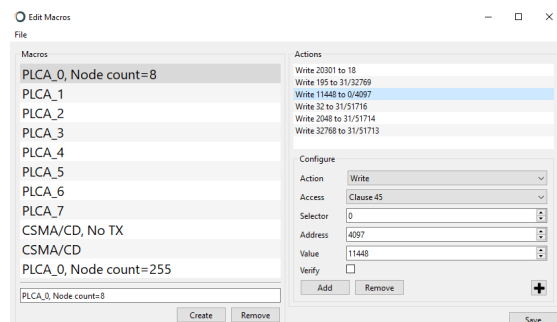 Edit Macros
File
Macros
PLCA_0, Node count=8
PLCA_1
PLCA_2
PLCA_3
PLCA_4
PLCA_5
PLCA_6
PLCA_7
CSMA/CD, No TX
CSMA/CD
PLCA_0, Node count=255
PLCA_0, Node count=8
Create Remove
Actions
Write 20301 to 18
Write 195 to 31/32769
Write 11448 to 0/4097
Write 32 to 31/51716
Write 2048 to 31/51714
Write 32768 to 31/51713
Configure
Action Write
Access Clause 45
Selector 0
Address 4097
Value 11448
Verify
Add Remove
Save